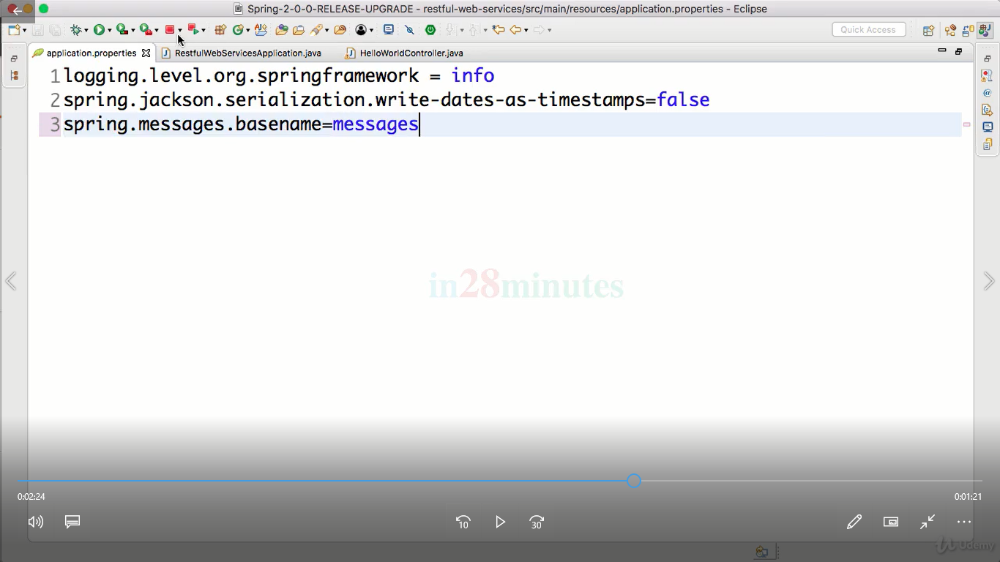 Spring-2-0-0-RELEASE-UPGRADE - restful-web-services/src/main/resources/application.properties - Eclipse
Quick Access
application.properties RestfulWebServicesApplication.java HelloWorldController.java
1 logging.level.org.springframework = info
2 spring.jackson.serialization.write-dates-as-timestamps=false
3 spring.messages.basename=messages
in28minutes
0:02:24 0:01:21
10 30
Udemy